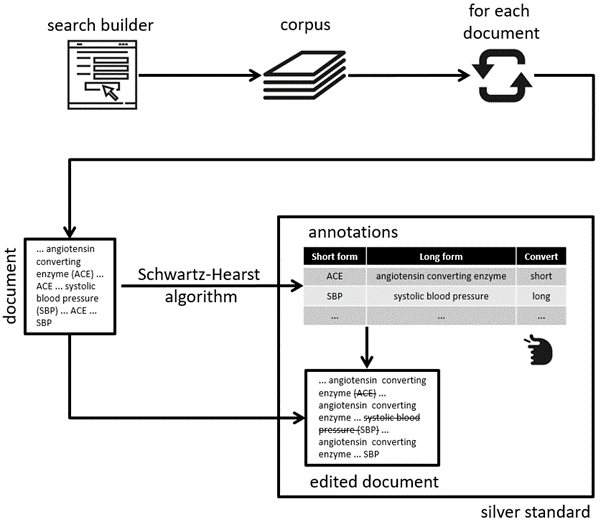 search builder
corpus
for each
document
document
... angiotensin
converting
enzyme (ACE) ...
ACE ... systolic
blood pressure
(SBP) ... ACE ...
SBP
Schwartz-Hearst
algorithm
annotations
Short form Long form Convert
ACE angiotensin converting enzyme short
SBP systolic blood pressure long
... ... ...
... angiotensin converting
enzyme (ACE) ...
angiotensin converting
enzyme ... systolic blood
pressure (SBP) ...
angiotensin converting
enzyme ... SBP
edited document
silver standard